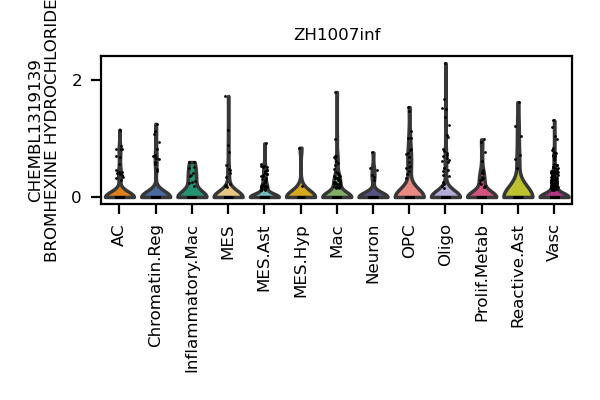 ZH1007inf
CHEMBL1319139
BROMHEXINE HYDROCHLORIDE
2
0
AC
Chromatin.Reg
Inflammatory.Mac
MES
MES.Ast
MES.Hyp
Mac
Neuron
OPC
Oligo
Prolif.Metab
Reactive.Ast
Vasc